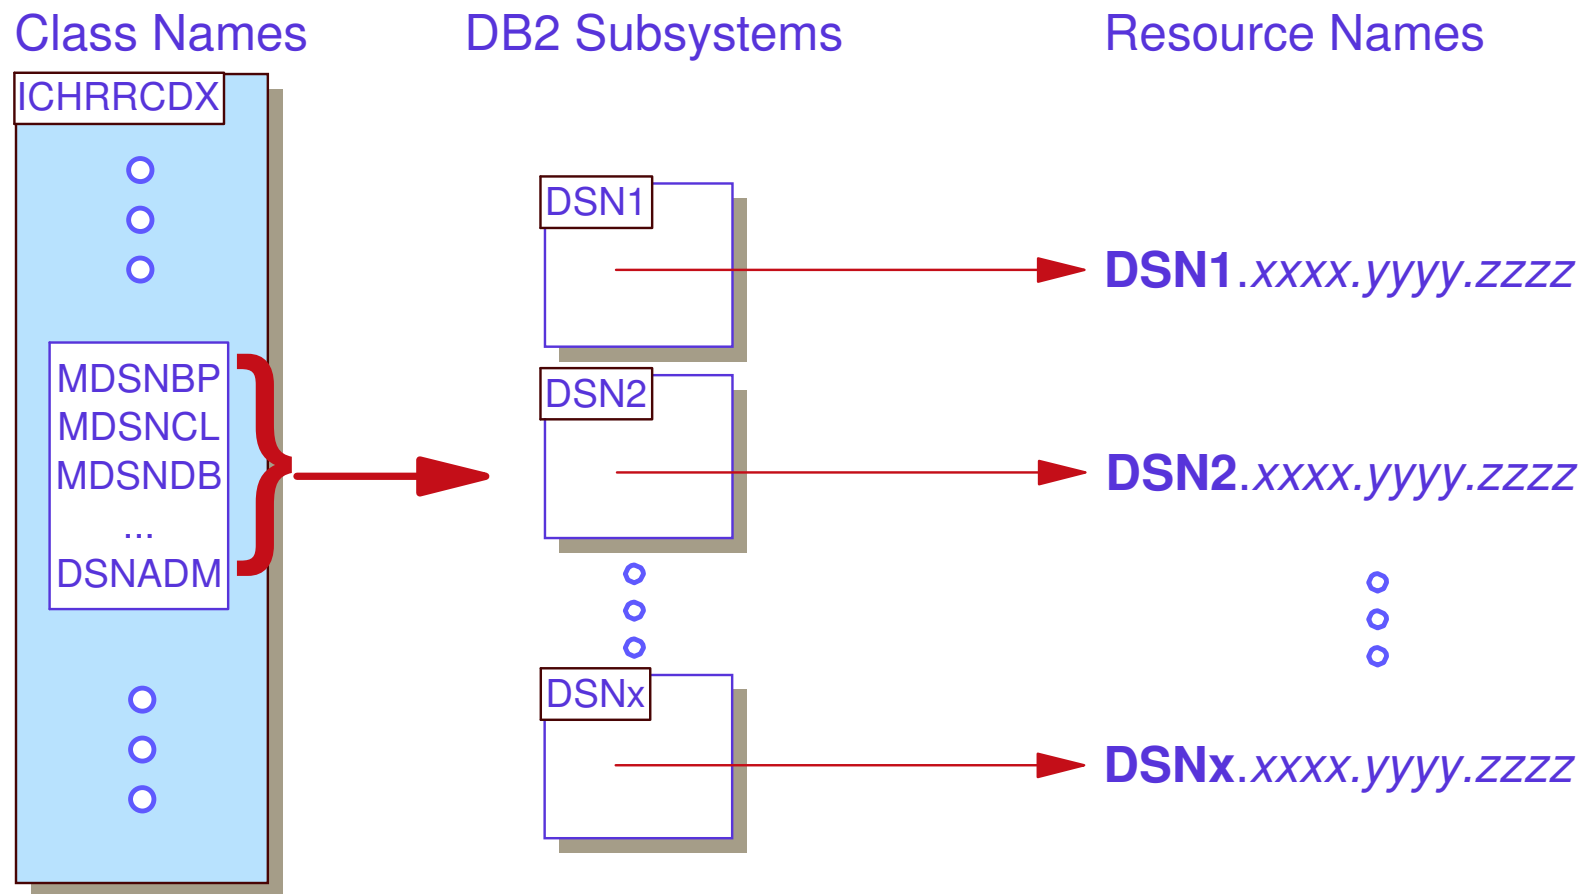 Class Names
DB2 Subsystems
Resource Names
ICHRRCDX
MDSNBP
MDSNCL
MDSNDB
...
DSNADM
DSN1
DSN1.xxxx.yyyy.zzzz
DSN2
DSN2.xxxx.yyyy.zzzz
DSNx
DSNx.xxxx.yyyy.zzzz